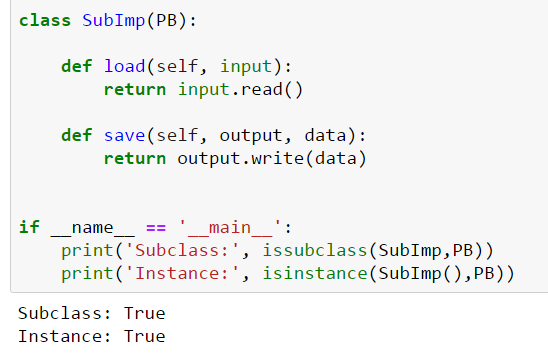 class SubImp(PB):
    def load(self, input):
        return input.read()
    def save(self, output, data):
        return output.write(data)
if __name__ == '__main__':
    print('Subclass:', issubclass(SubImp,PB))
    print('Instance:', isinstance(SubImp(),PB))
Subclass: True
Instance: True